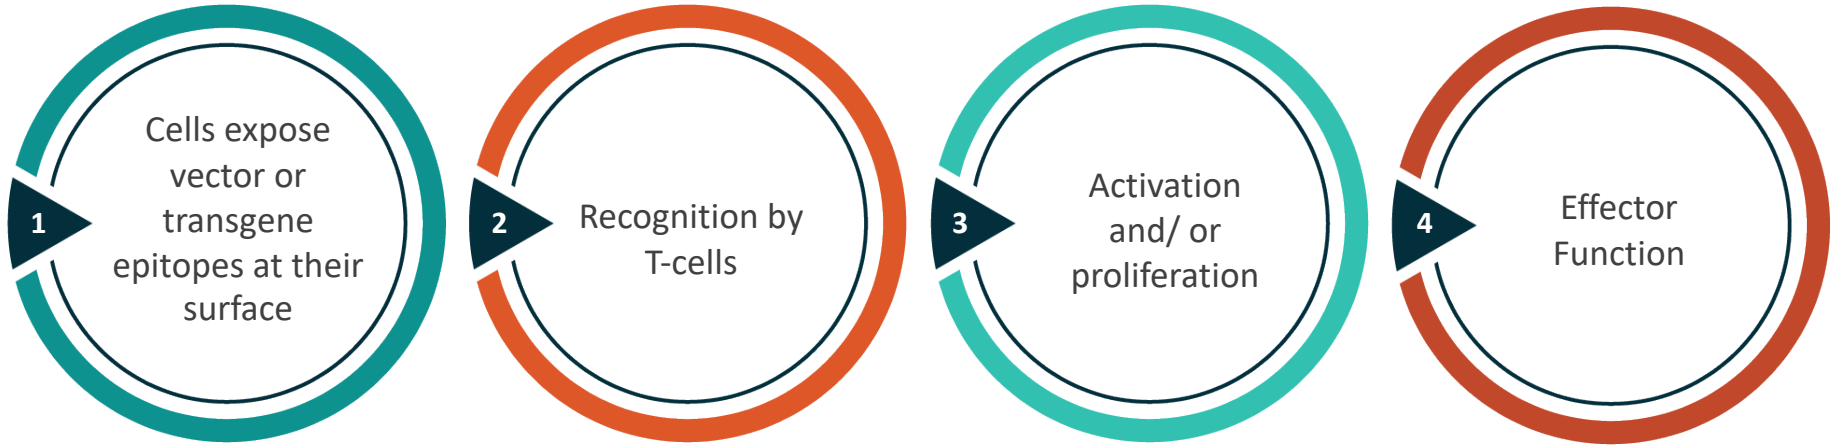 1
Cells expose
vector or
transgene
epitopes at their
surface
2
Recognition by
T-cells
3
Activation
and/ or
proliferation
4
Effector
Function